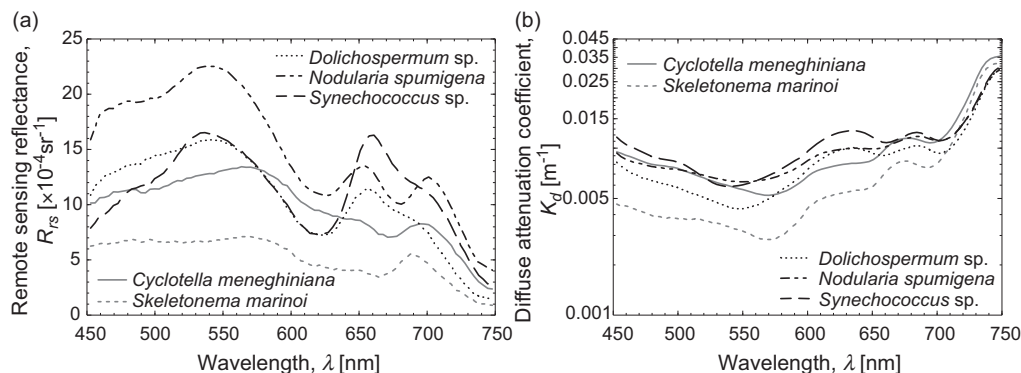 (a)
Remote sensing reflectance,
R_rs [×10⁻⁴sr⁻¹]
25
20
15
10
5
0
Dolichospermum sp.
Nodularia spumigena
Synechococcus sp.
Cyclotella meneghiniana
Skeletonema marinoi
450 500 550 600 650 700 750
Wavelength, λ [nm]
(b)
Diffuse attenuation coefficient,
K_d [m⁻¹]
0.045
0.035
0.025
0.015
0.005
0.001
Cyclotella meneghiniana
Skeletonema marinoi
Dolichospermum sp.
Nodularia spumigena
Synechococcus sp.
450 500 550 600 650 700 750
Wavelength, λ [nm]